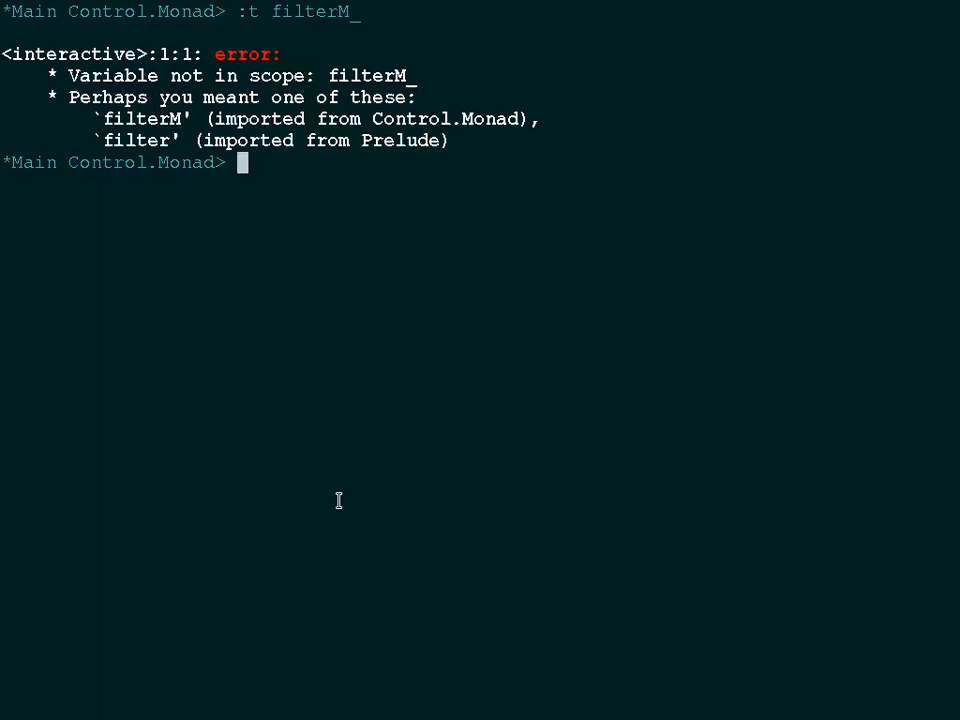 *Main Control.Monad> :t filterM_
<interactive>:1:1: error:
    * Variable not in scope: filterM_
    * Perhaps you meant one of these:
        `filterM' (imported from Control.Monad),
        `filter' (imported from Prelude)
*Main Control.Monad>